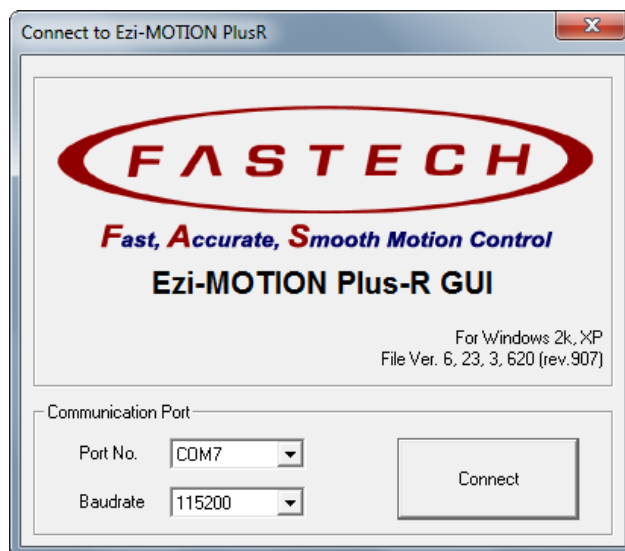 Connect to Ezi-MOTION PlusR
FASTECH
Fast, Accurate, Smooth Motion Control
Ezi-MOTION Plus-R GUI
For Windows 2k, XP
File Ver. 6, 23, 3, 620 (rev.907)
Communication Port
Port No. COM7
Connect
Baudrate 115200